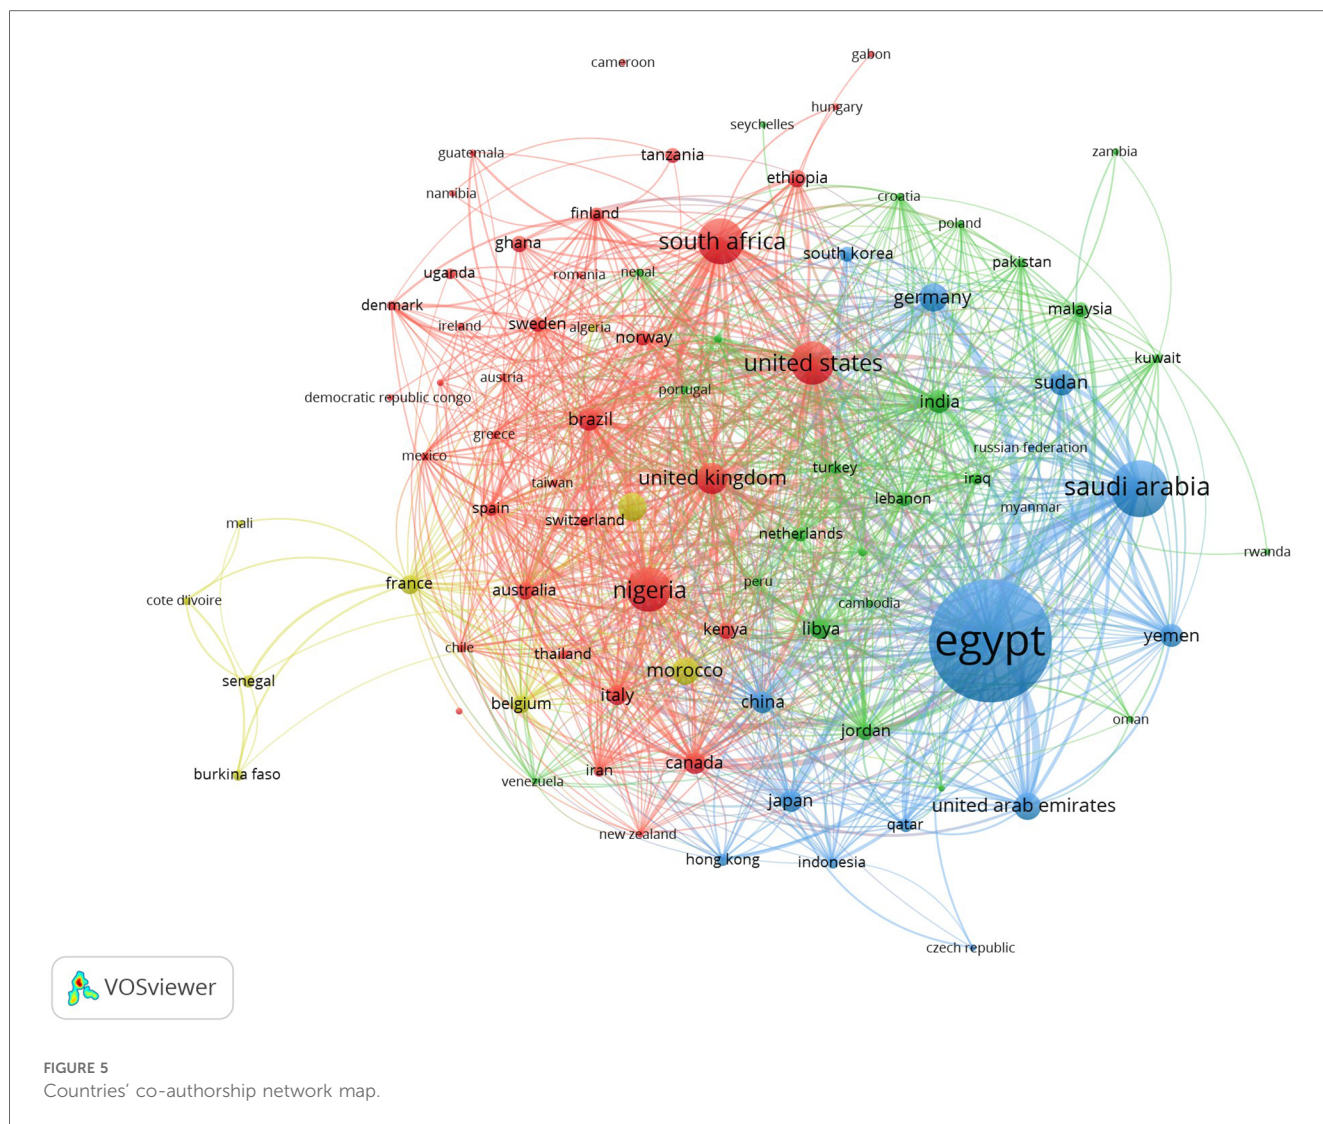 cameroon
gabon
hungary
seychelles
guatemala
tanzania
zambia
ethiopia
namibia
croatia
finland
poland
ghana
south africa
south korea
pakistan
uganda
romania
nepal
germany
denmark
malaysia
ireland
sweden
algeria
norway
united states
kuwait
austria
portugal
sudan
democratic republic congo
india
brazil
greece
russian federation
mexico
turkey
united kingdom
iraq
taiwan
saudi arabia
lebanon
spain
myanmar
switzerland
mali
netherlands
rwanda
france
peru
australia
nigeria
cote d'ivoire
cambodia
kenya
libya
egypt
yemen
chile
thailand
morocco
senegal
italy
belgium
china
oman
jordan
canada
burkina faso
iran
venezuela
japan
united arab emirates
qatar
new zealand
hong kong
indonesia
czech republic
VOSviewer
FIGURE 5
Countries' co-authorship network map.